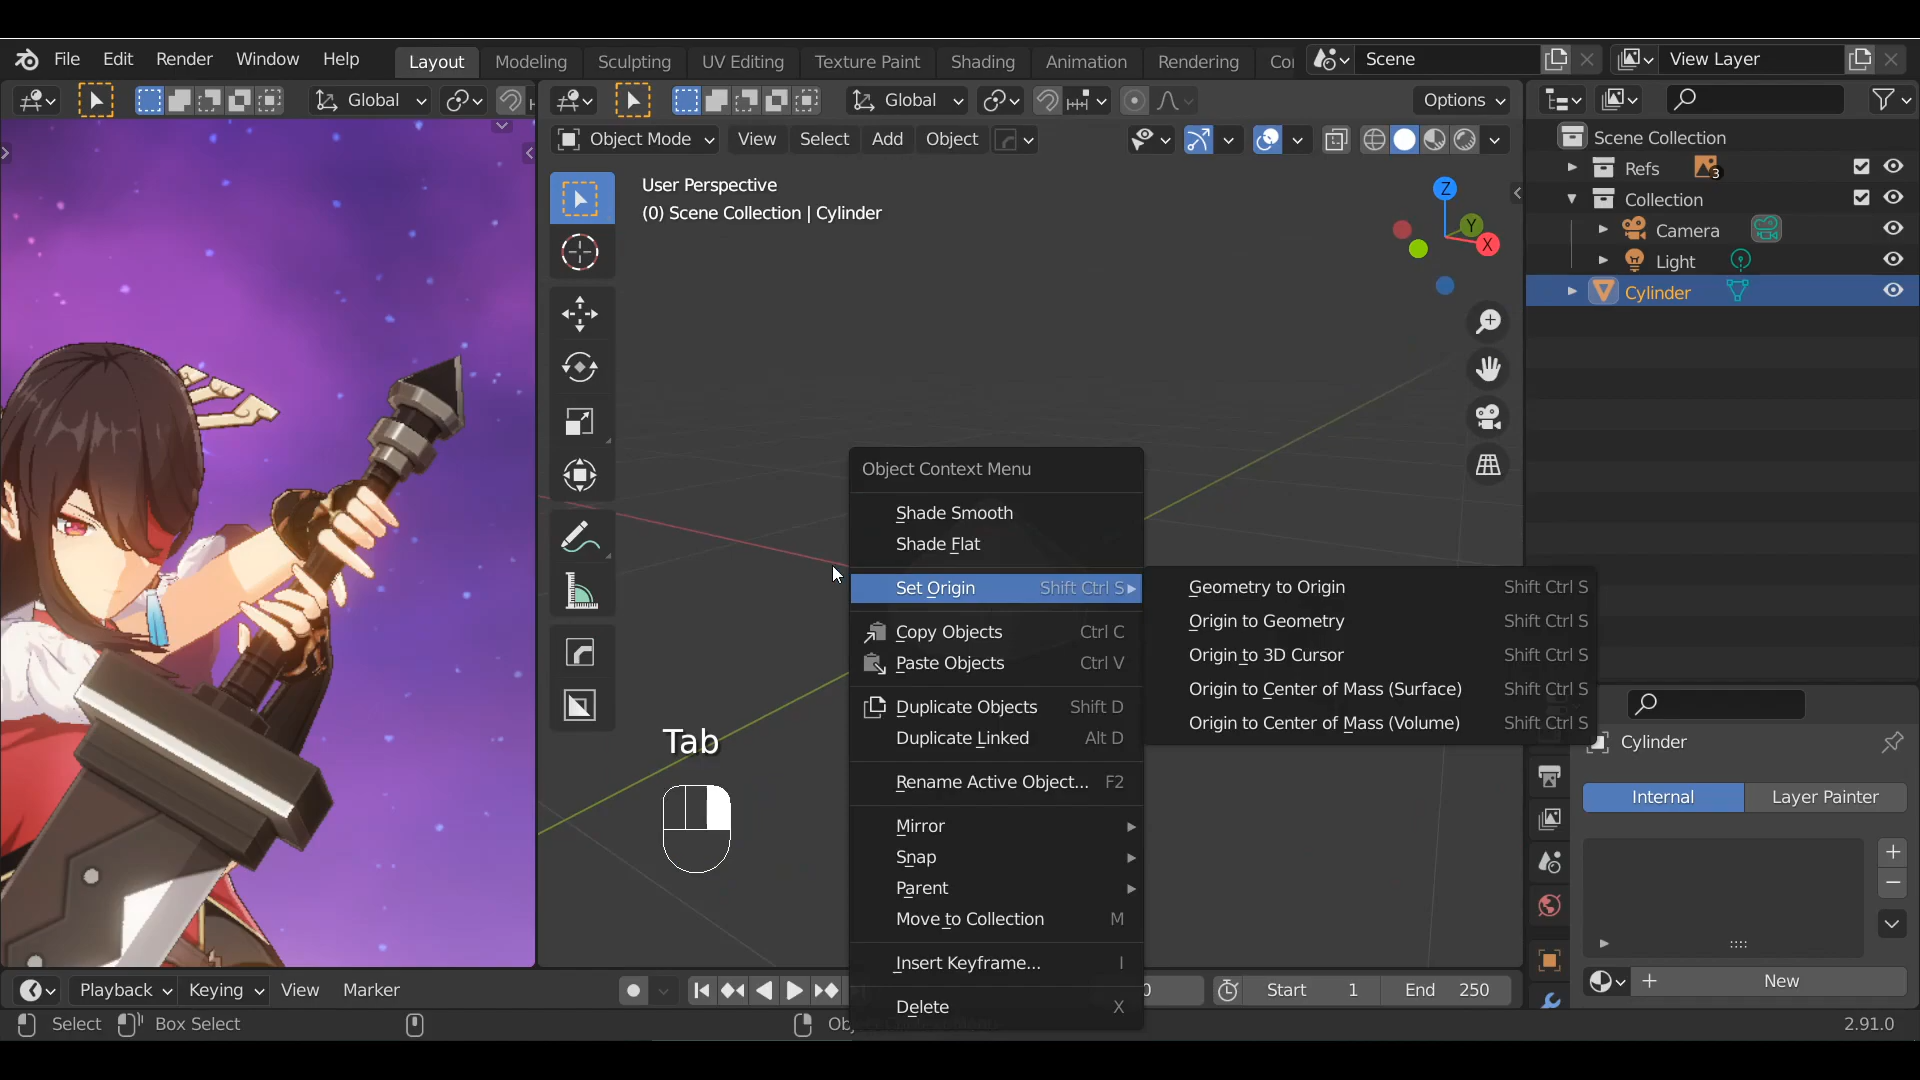 File Edit Render Window Help Layout Modeling Sculpting UV Editing Texture Paint Shading Animation Rendering Co Scene View Layer
Global Global Options
Object Mode View Select Add Object
Scene Collection
Refs 3
Collection
Camera
Light
Cylinder
User Perspective
(0) Scene Collection | Cylinder
Z
Y
X
Object Context Menu
Shade Smooth
Shade Flat
Set Origin Shift Ctrl S
Copy Objects Ctrl C
Paste Objects Ctrl V
Duplicate Objects Shift D
Duplicate Linked Alt D
Rename Active Object... F2
Mirror
Snap
Parent
Move to Collection M
Insert Keyframe... I
Delete X
Geometry to Origin Shift Ctrl S
Origin to Geometry Shift Ctrl S
Origin to 3D Cursor Shift Ctrl S
Origin to Center of Mass (Surface) Shift Ctrl S
Origin to Center of Mass (Volume) Shift Ctrl S
Tab
Cylinder
Internal Layer Painter
New
Playback Keying View Marker 0 Start 1 End 250
Select Box Select 2.91.0